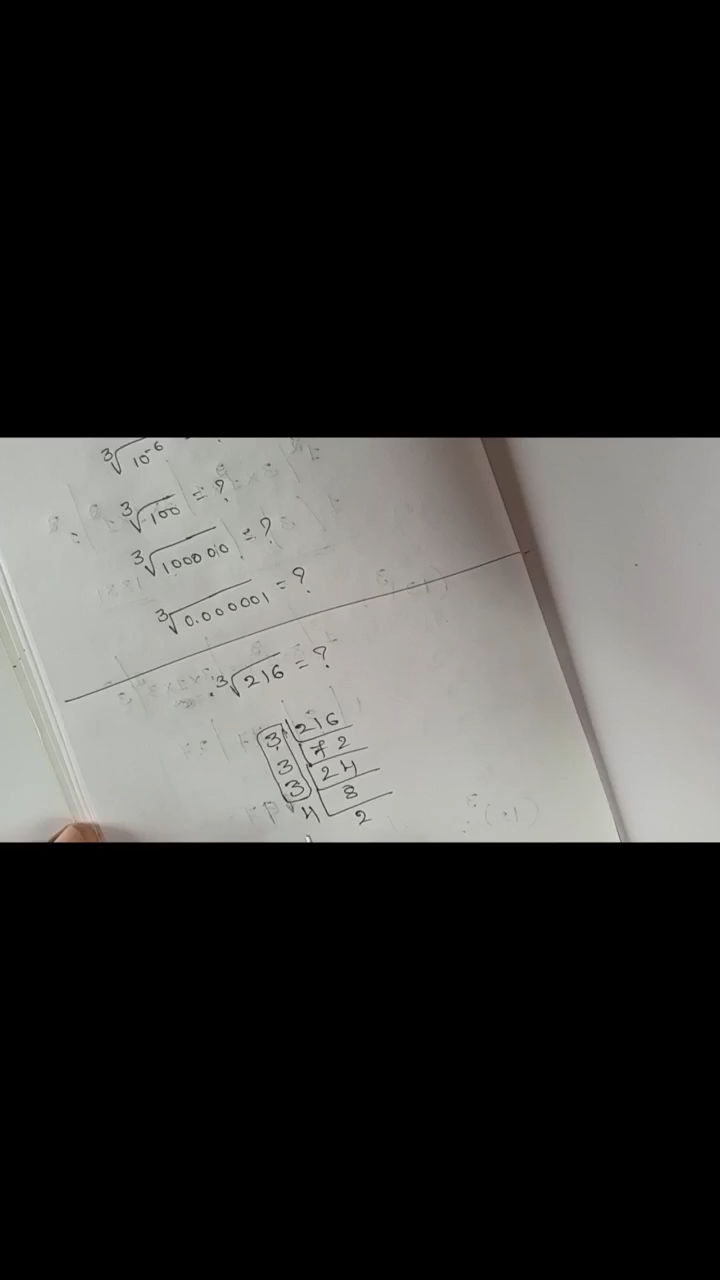 ∛10⁻⁶ = ?
∛-100 = ?
∛1000000 = ?
∛0.000001 = ?
∛216 = ?
3 216
3 72
3 24
4 8
2